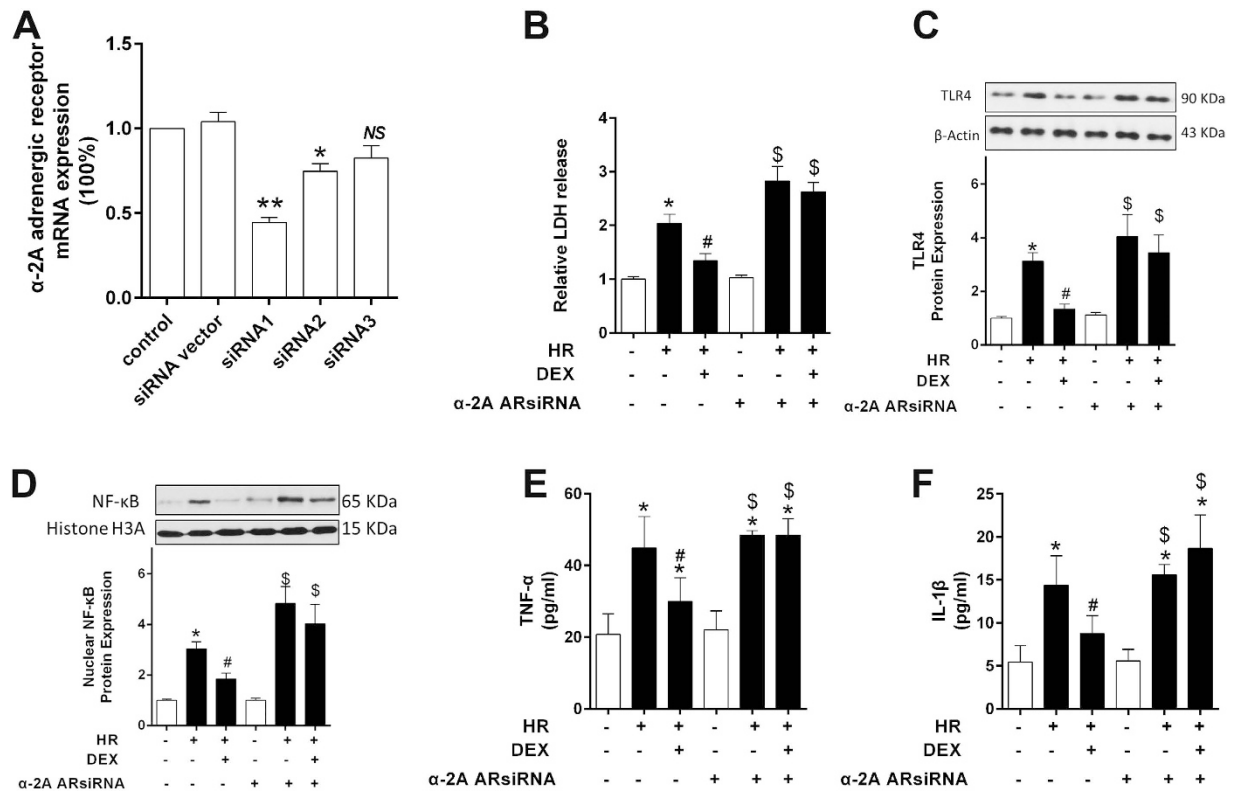 A
α-2A adrenergic receptor
mRNA expression
(100%)
1.5
1.0
0.5
0.0
**
*
NS
control
siRNA vector
siRNA1
siRNA2
siRNA3
B
Relative LDH release
4
3
2
1
0
*
#
$
$
HR - + + - + +
DEX - - + - - +
α-2A ARsiRNA - - - + + +
C
TLR4
90 KDa
β-Actin
43 KDa
TLR4
Protein Expression
6
4
2
0
*
#
$
$
HR - + + - + +
DEX - - + - - +
α-2A ARsiRNA - - - + + +
D
NF-κB
65 KDa
Histone H3A
15 KDa
Nuclear NF-κB
Protein Expression
6
4
2
0
*
#
$
$
HR - + + - + +
DEX - - + - - +
α-2A ARsiRNA - - - + + +
E
TNF-α
(pg/ml)
60
40
20
0
*
#
*
$
*
$
*
HR - + + - + +
DEX - - + - - +
α-2A ARsiRNA - - - + + +
F
IL-1β
(pg/ml)
25
20
15
10
5
0
*
#
$
*
$
*
HR - + + - + +
DEX - - + - - +
α-2A ARsiRNA - - - + + +